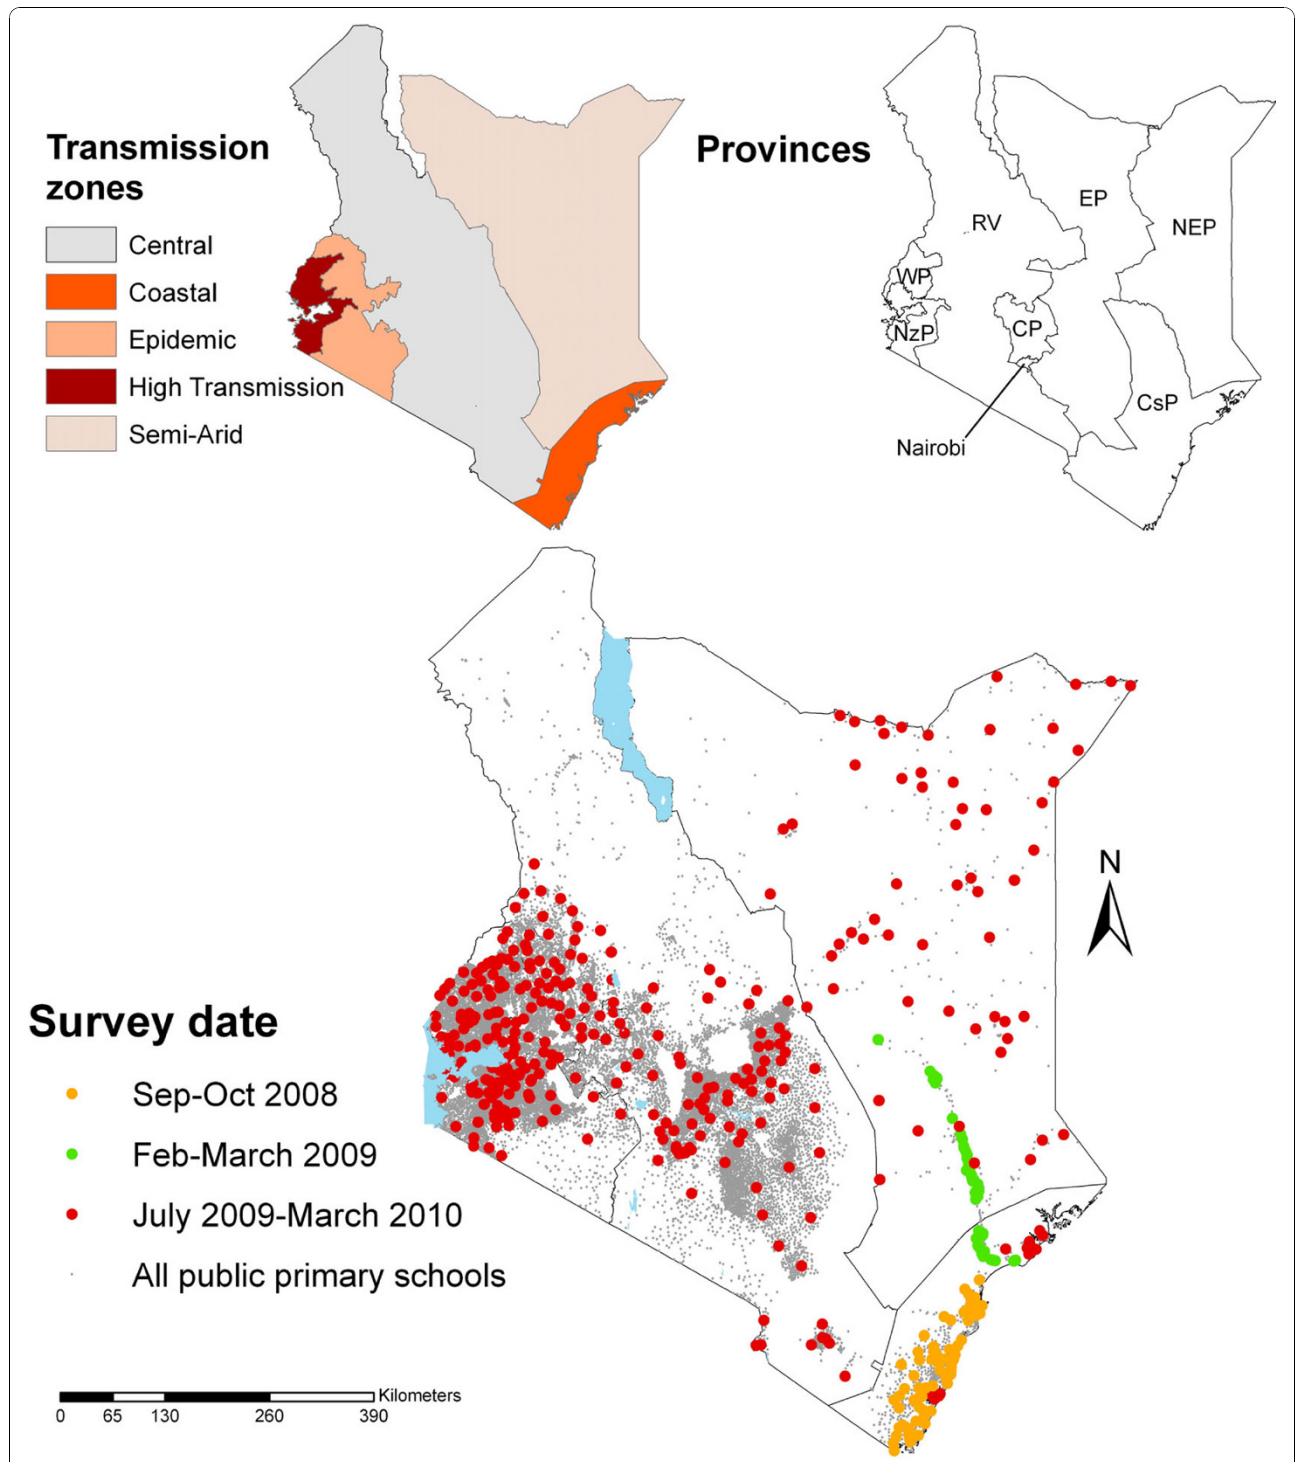 Transmission
zones
Central
Coastal
Epidemic
High Transmission
Semi-Arid
Provinces
EP
RV
NEP
WP
NzP
CP
CsP
Nairobi
N
Survey date
Sep-Oct 2008
Feb-March 2009
July 2009-March 2010
All public primary schools
Kilometers
0 65 130 260 390